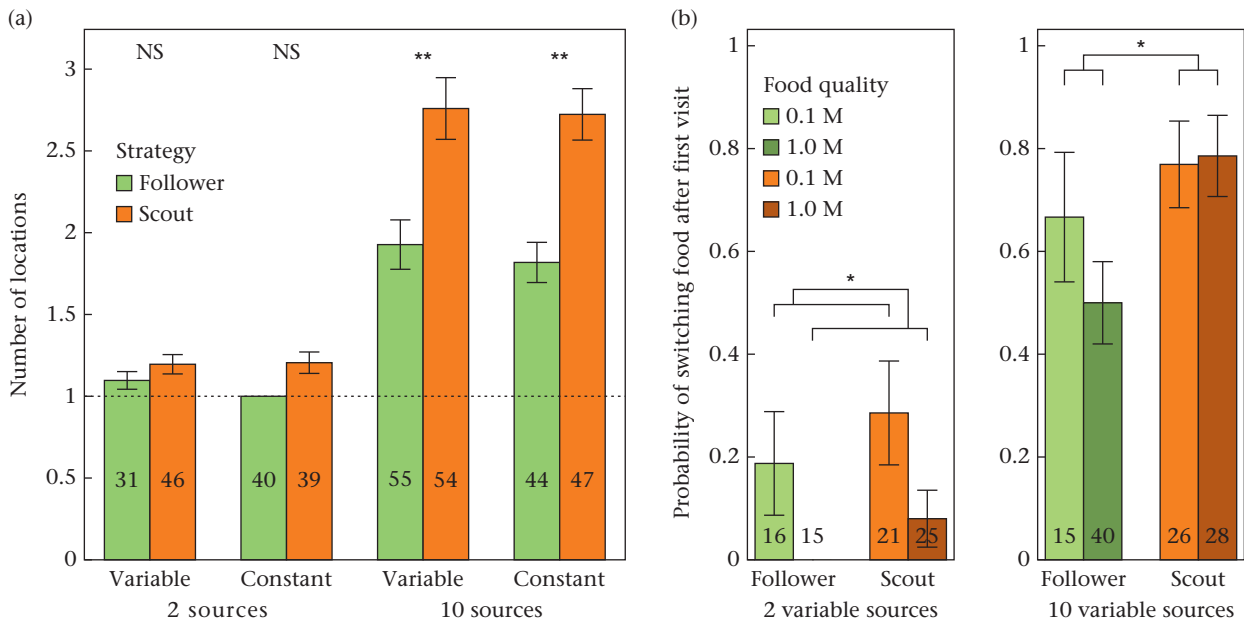 (a)
Number of locations
3
2.5
2
1.5
1
0.5
0
NS
NS
**
**
Strategy
Follower
Scout
31
46
40
39
55
54
44
47
Variable
Constant
Variable
Constant
2 sources
10 sources
(b)
Probability of switching food after first visit
1
0.8
0.6
0.4
0.2
0
Food quality
0.1 M
1.0 M
0.1 M
1.0 M
*
16
15
21
25
Follower
Scout
2 variable sources
1
0.8
0.6
0.4
0.2
0
*
15
40
26
28
Follower
Scout
10 variable sources